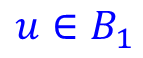 u ∈ B₁